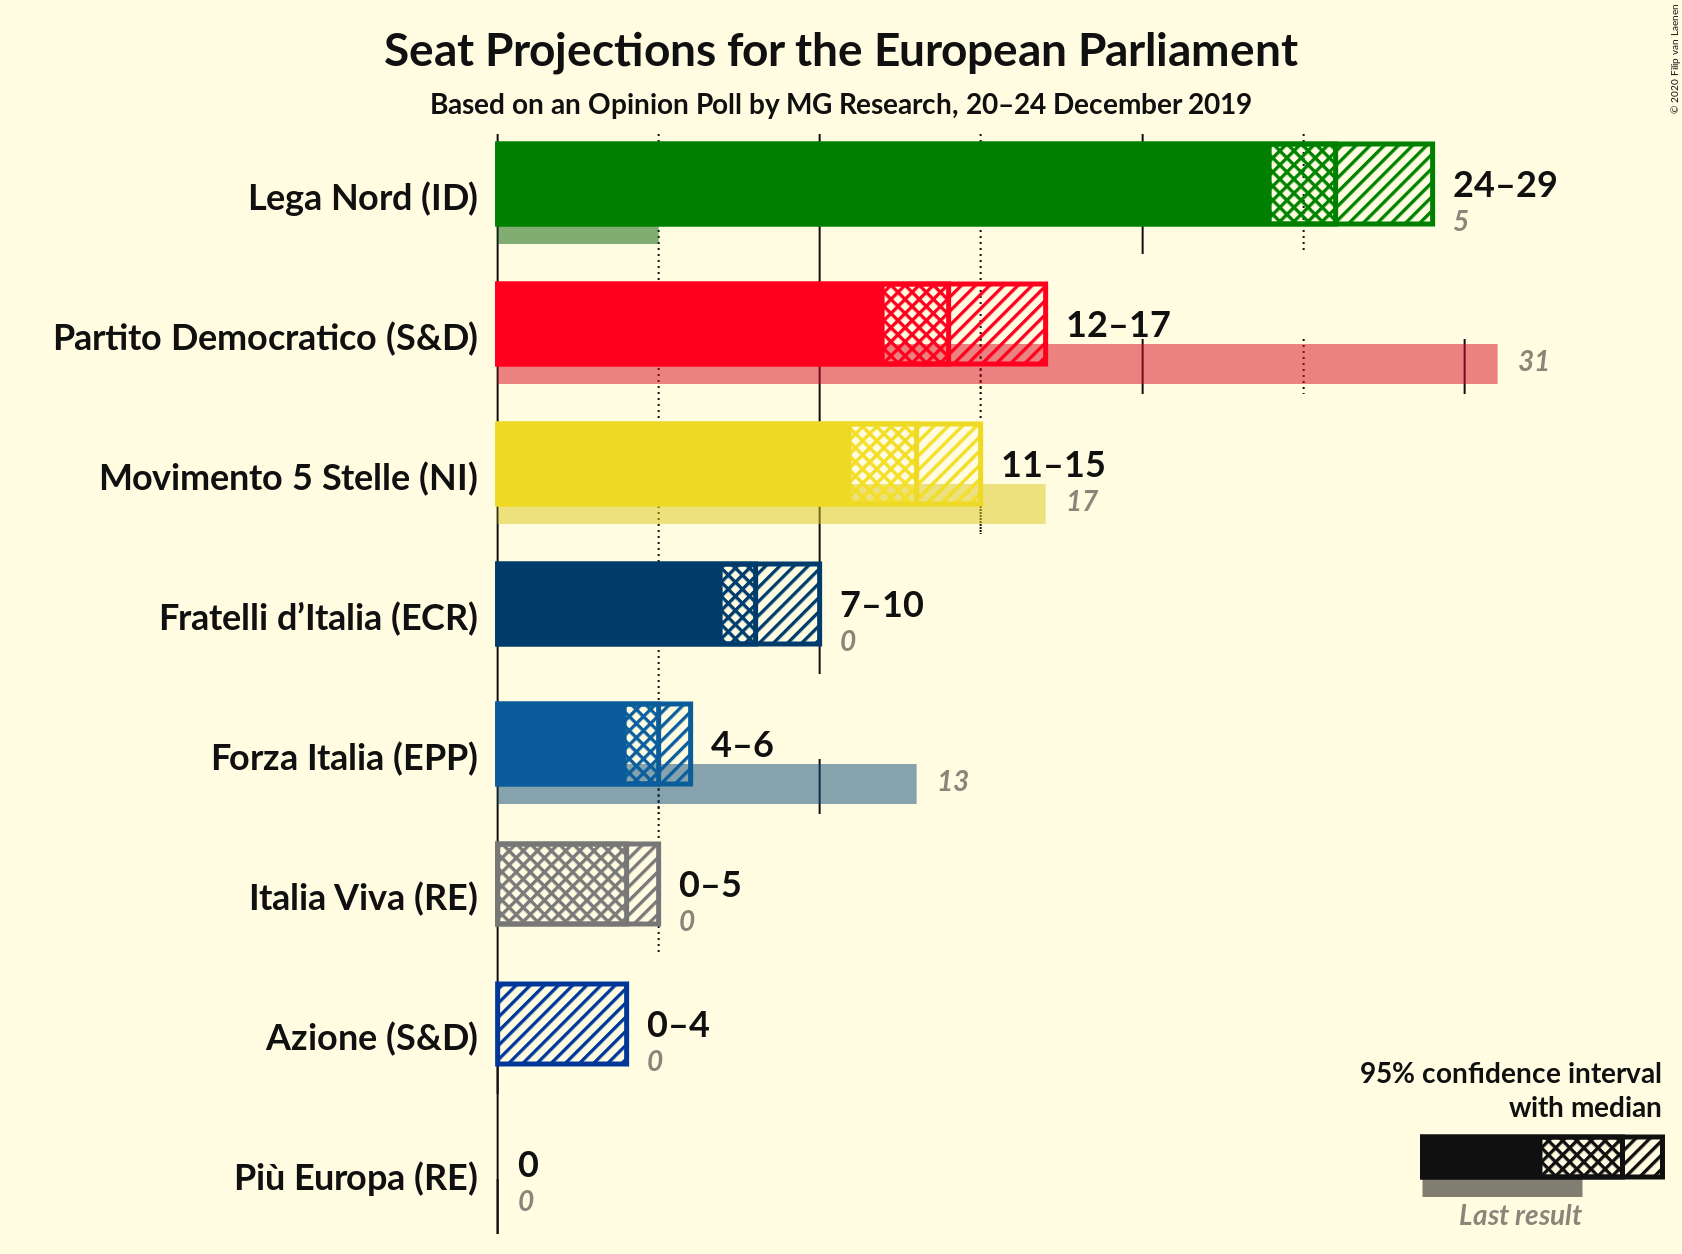 Seat Projections for the European Parliament
Based on an Opinion Poll by MG Research, 20–24 December 2019
© 2020 Filip van Laenen
Lega Nord (ID)
24–29
5
Partito Democratico (S&D)
12–17
31
Movimento 5 Stelle (NI)
11–15
17
Fratelli d’Italia (ECR)
7–10
0
Forza Italia (EPP)
4–6
13
Italia Viva (RE)
0–5
0
Azione (S&D)
0–4
0
Più Europa (RE)
0
0
95% confidence interval
with median
Last result